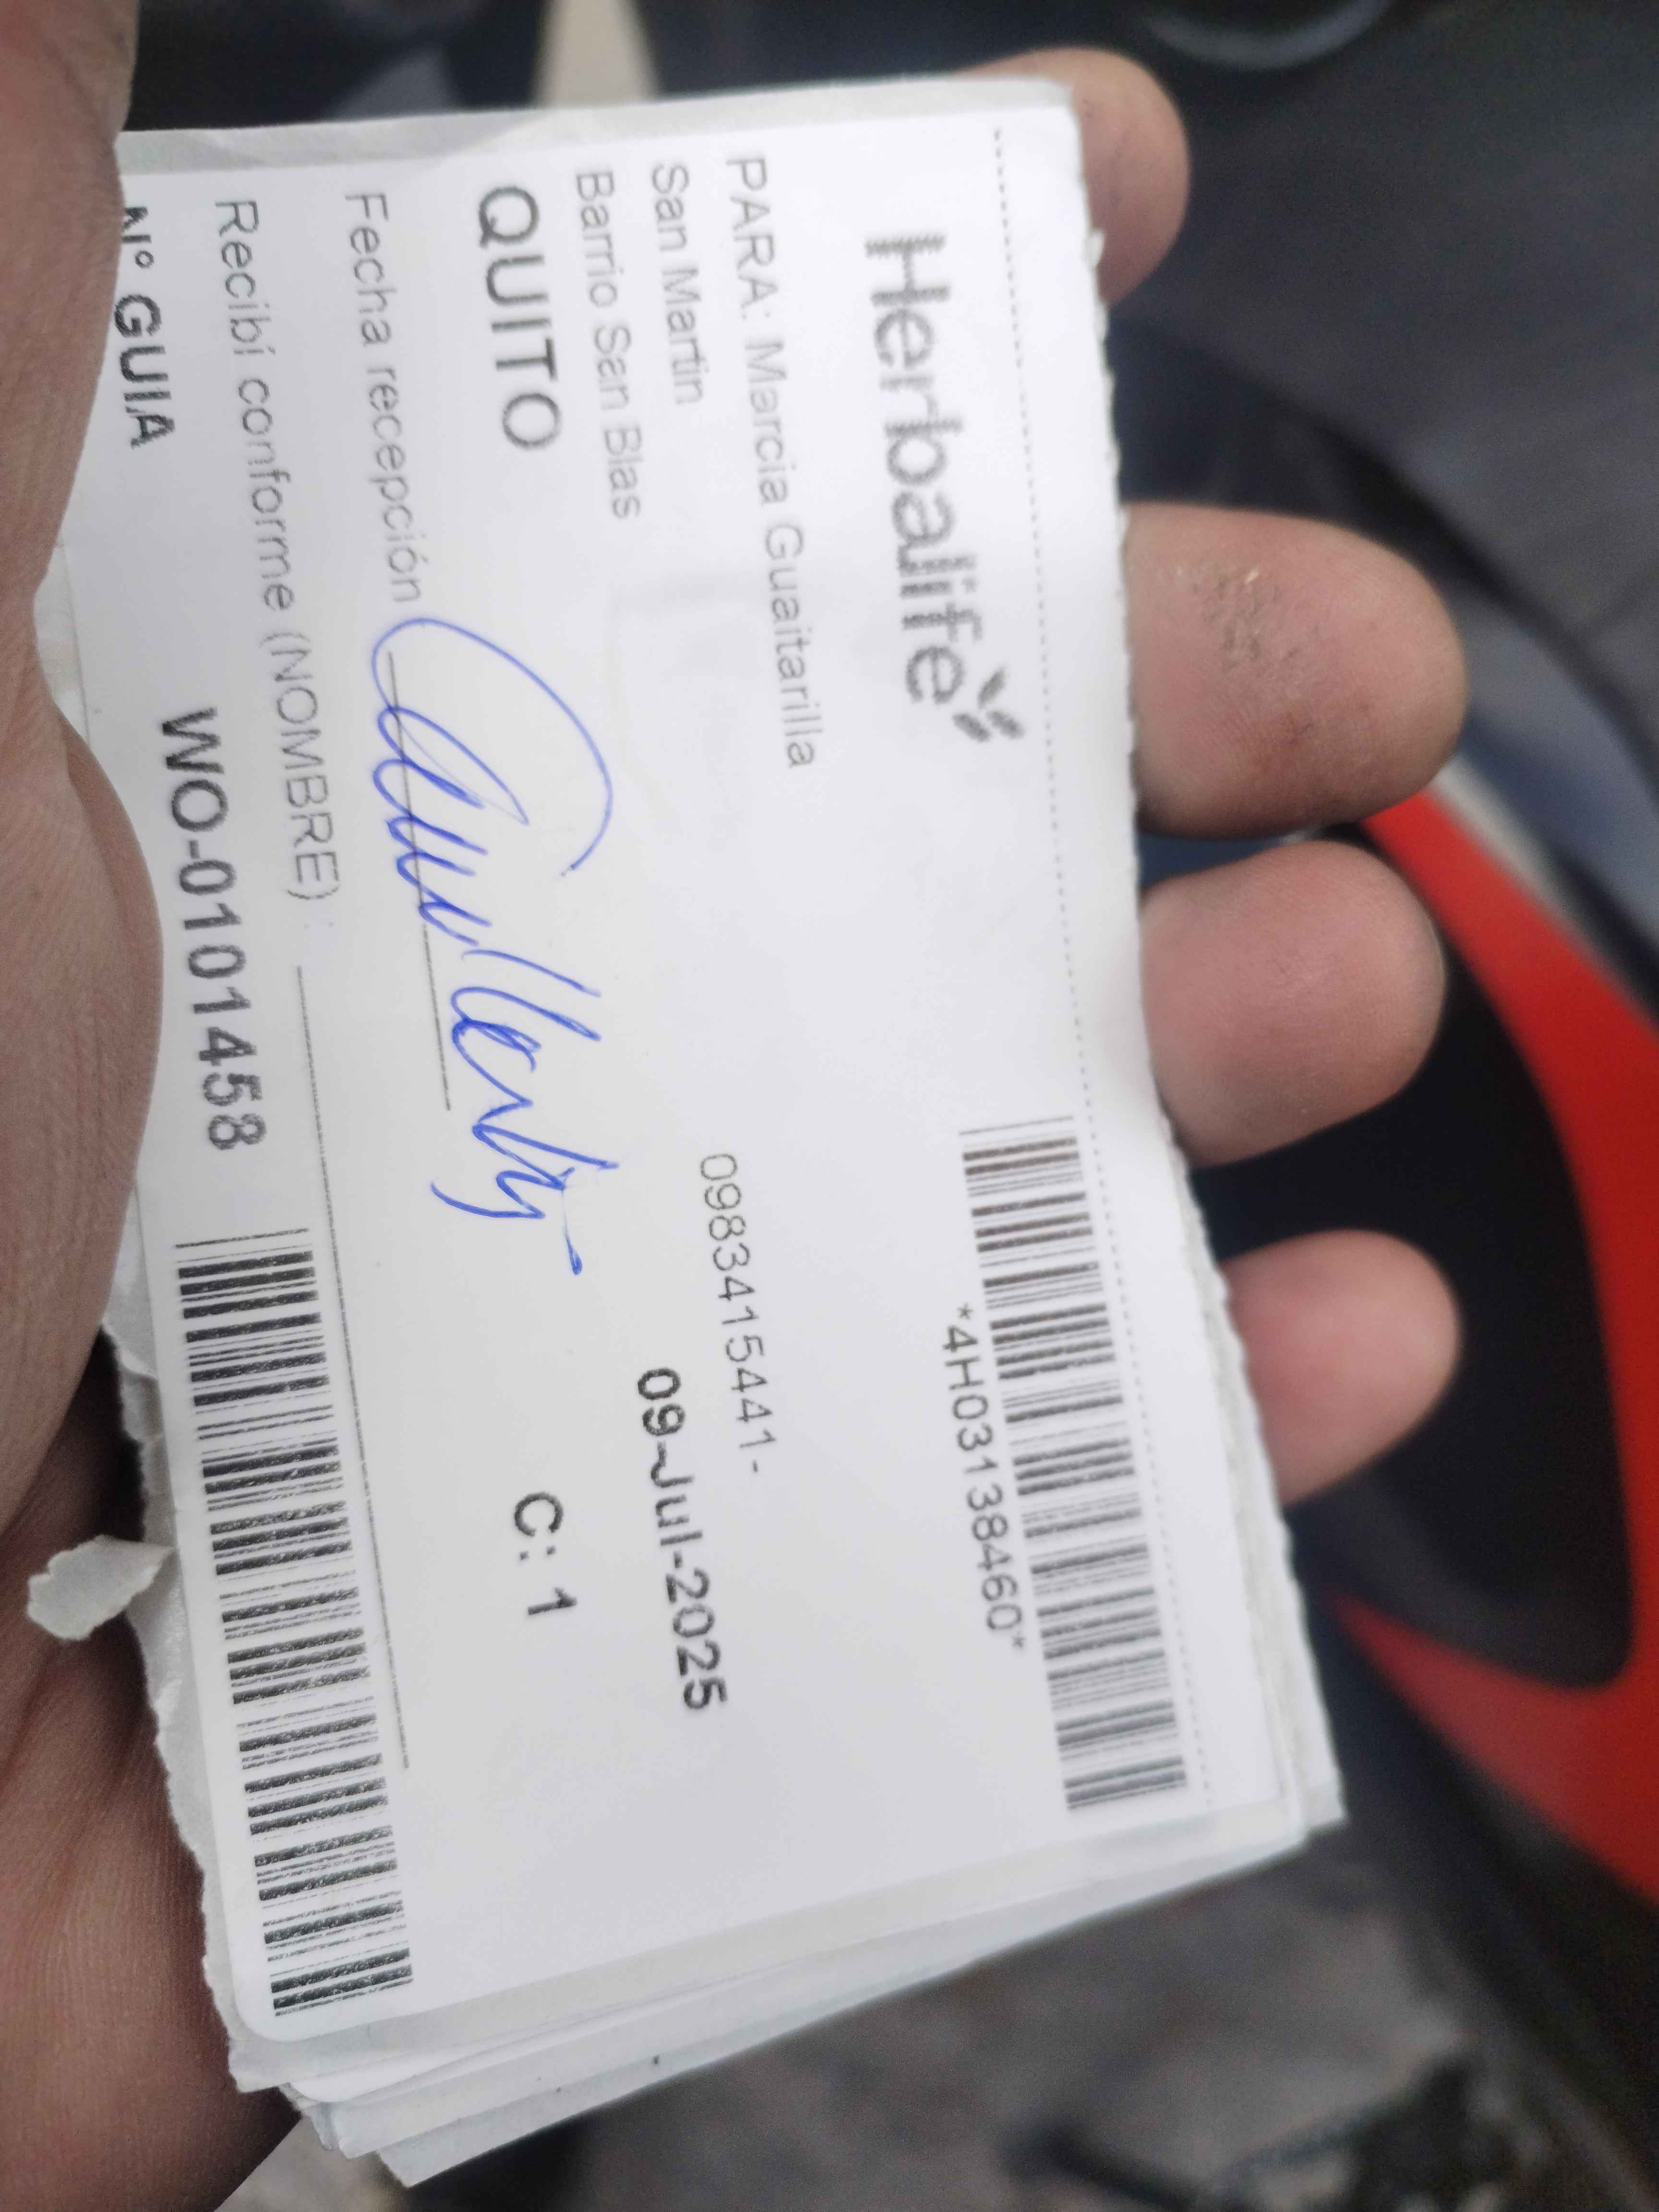 Herbalife
*4H03138460*
PARA: Marcia Guaitarilla
San Martin 0983415441-
Barrio San Blas 09-Jul-2025
QUITO C: 1
Fecha recepción
Recibí conforme (NOMBRE) :
N° GUIA WO-0101458